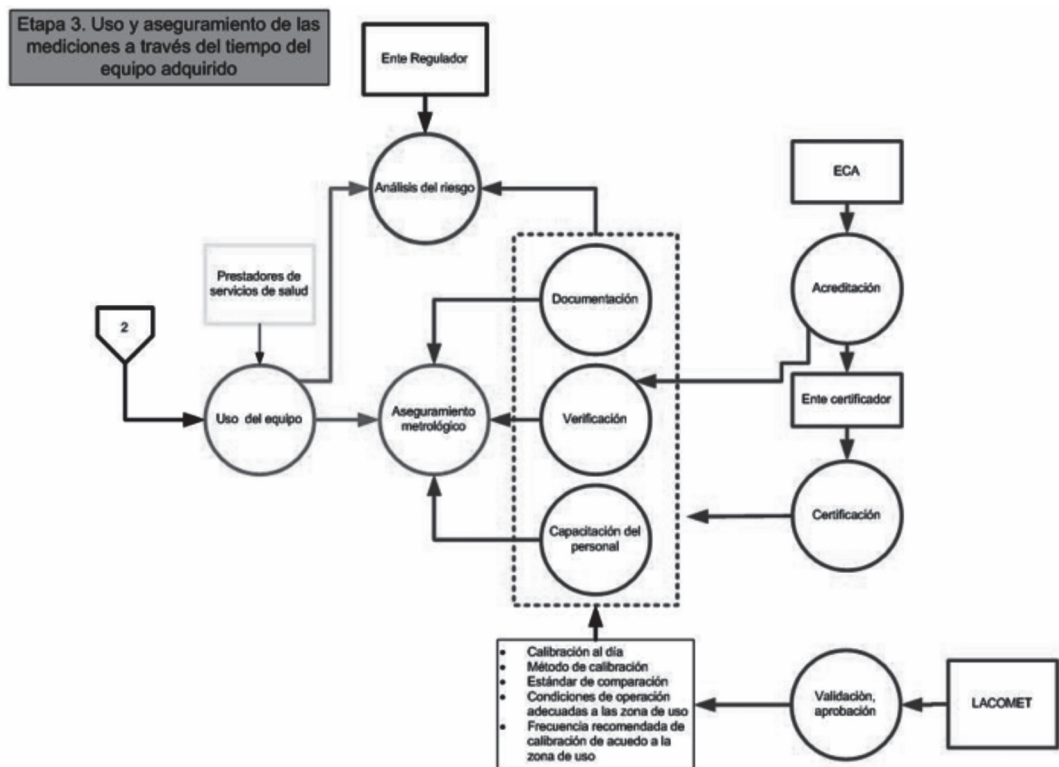 Etapa 3. Uso y aseguramiento de las
mediciones a través del tiempo del
equipo adquirido
Ente Regulador
Análisis del riesgo
ECA
Prestadores de
servicios de salud
Documentación
Acreditación
2
Ente certificador
Uso del equipo
Aseguramiento
metrológico
Verificación
Certificación
Capacitación del
personal
• Calibración al día
• Método de calibración
• Estándar de comparación
• Condiciones de operación
adecuadas a las zona de uso
• Frecuencia recomendada de
calibración de acuedo a la
zona de uso
Validaciòn,
aprobación
LACOMET